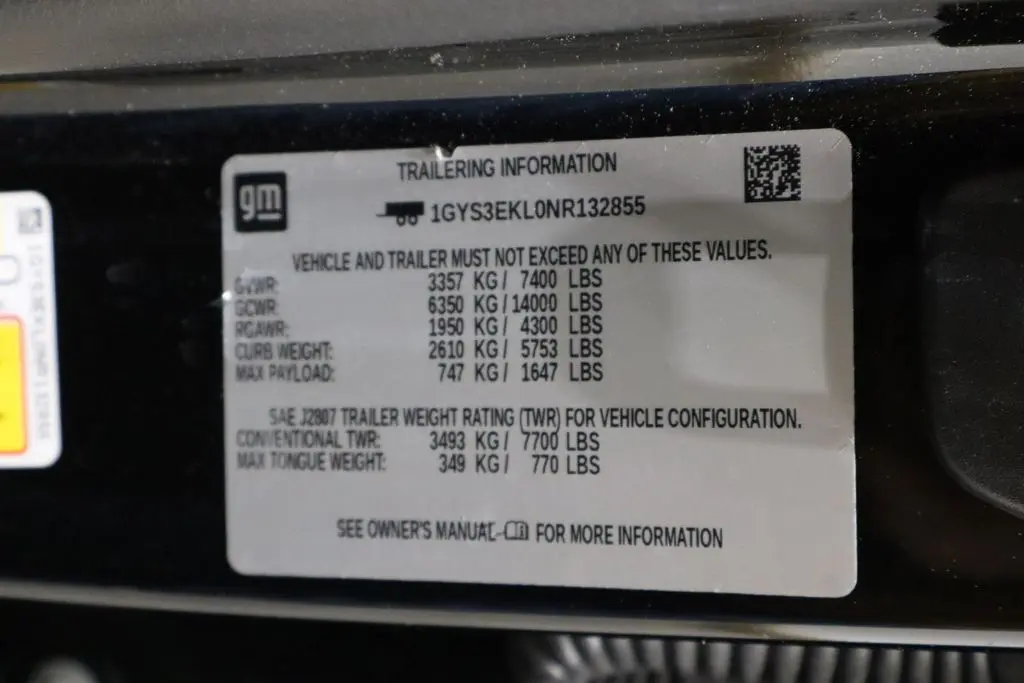 gm
TRAILERING INFORMATION
1GYS3EKL0NR132855
VEHICLE AND TRAILER MUST NOT EXCEED ANY OF THESE VALUES.
GVWR: 3357 KG/ 7400 LBS
GCWR: 6350 KG/14000 LBS
RGAWR: 1950 KG/ 4300 LBS
CURB WEIGHT: 2610 KG/ 5753 LBS
MAX PAYLOAD: 747 KG/ 1647 LBS
SAE J2807 TRAILER WEIGHT RATING (TWR) FOR VEHICLE CONFIGURATION.
CONVENTIONAL TWR: 3493 KG/ 7700 LBS
MAX TONGUE WEIGHT: 349 KG/ 770 LBS
SEE OWNER'S MANUAL FOR MORE INFORMATION